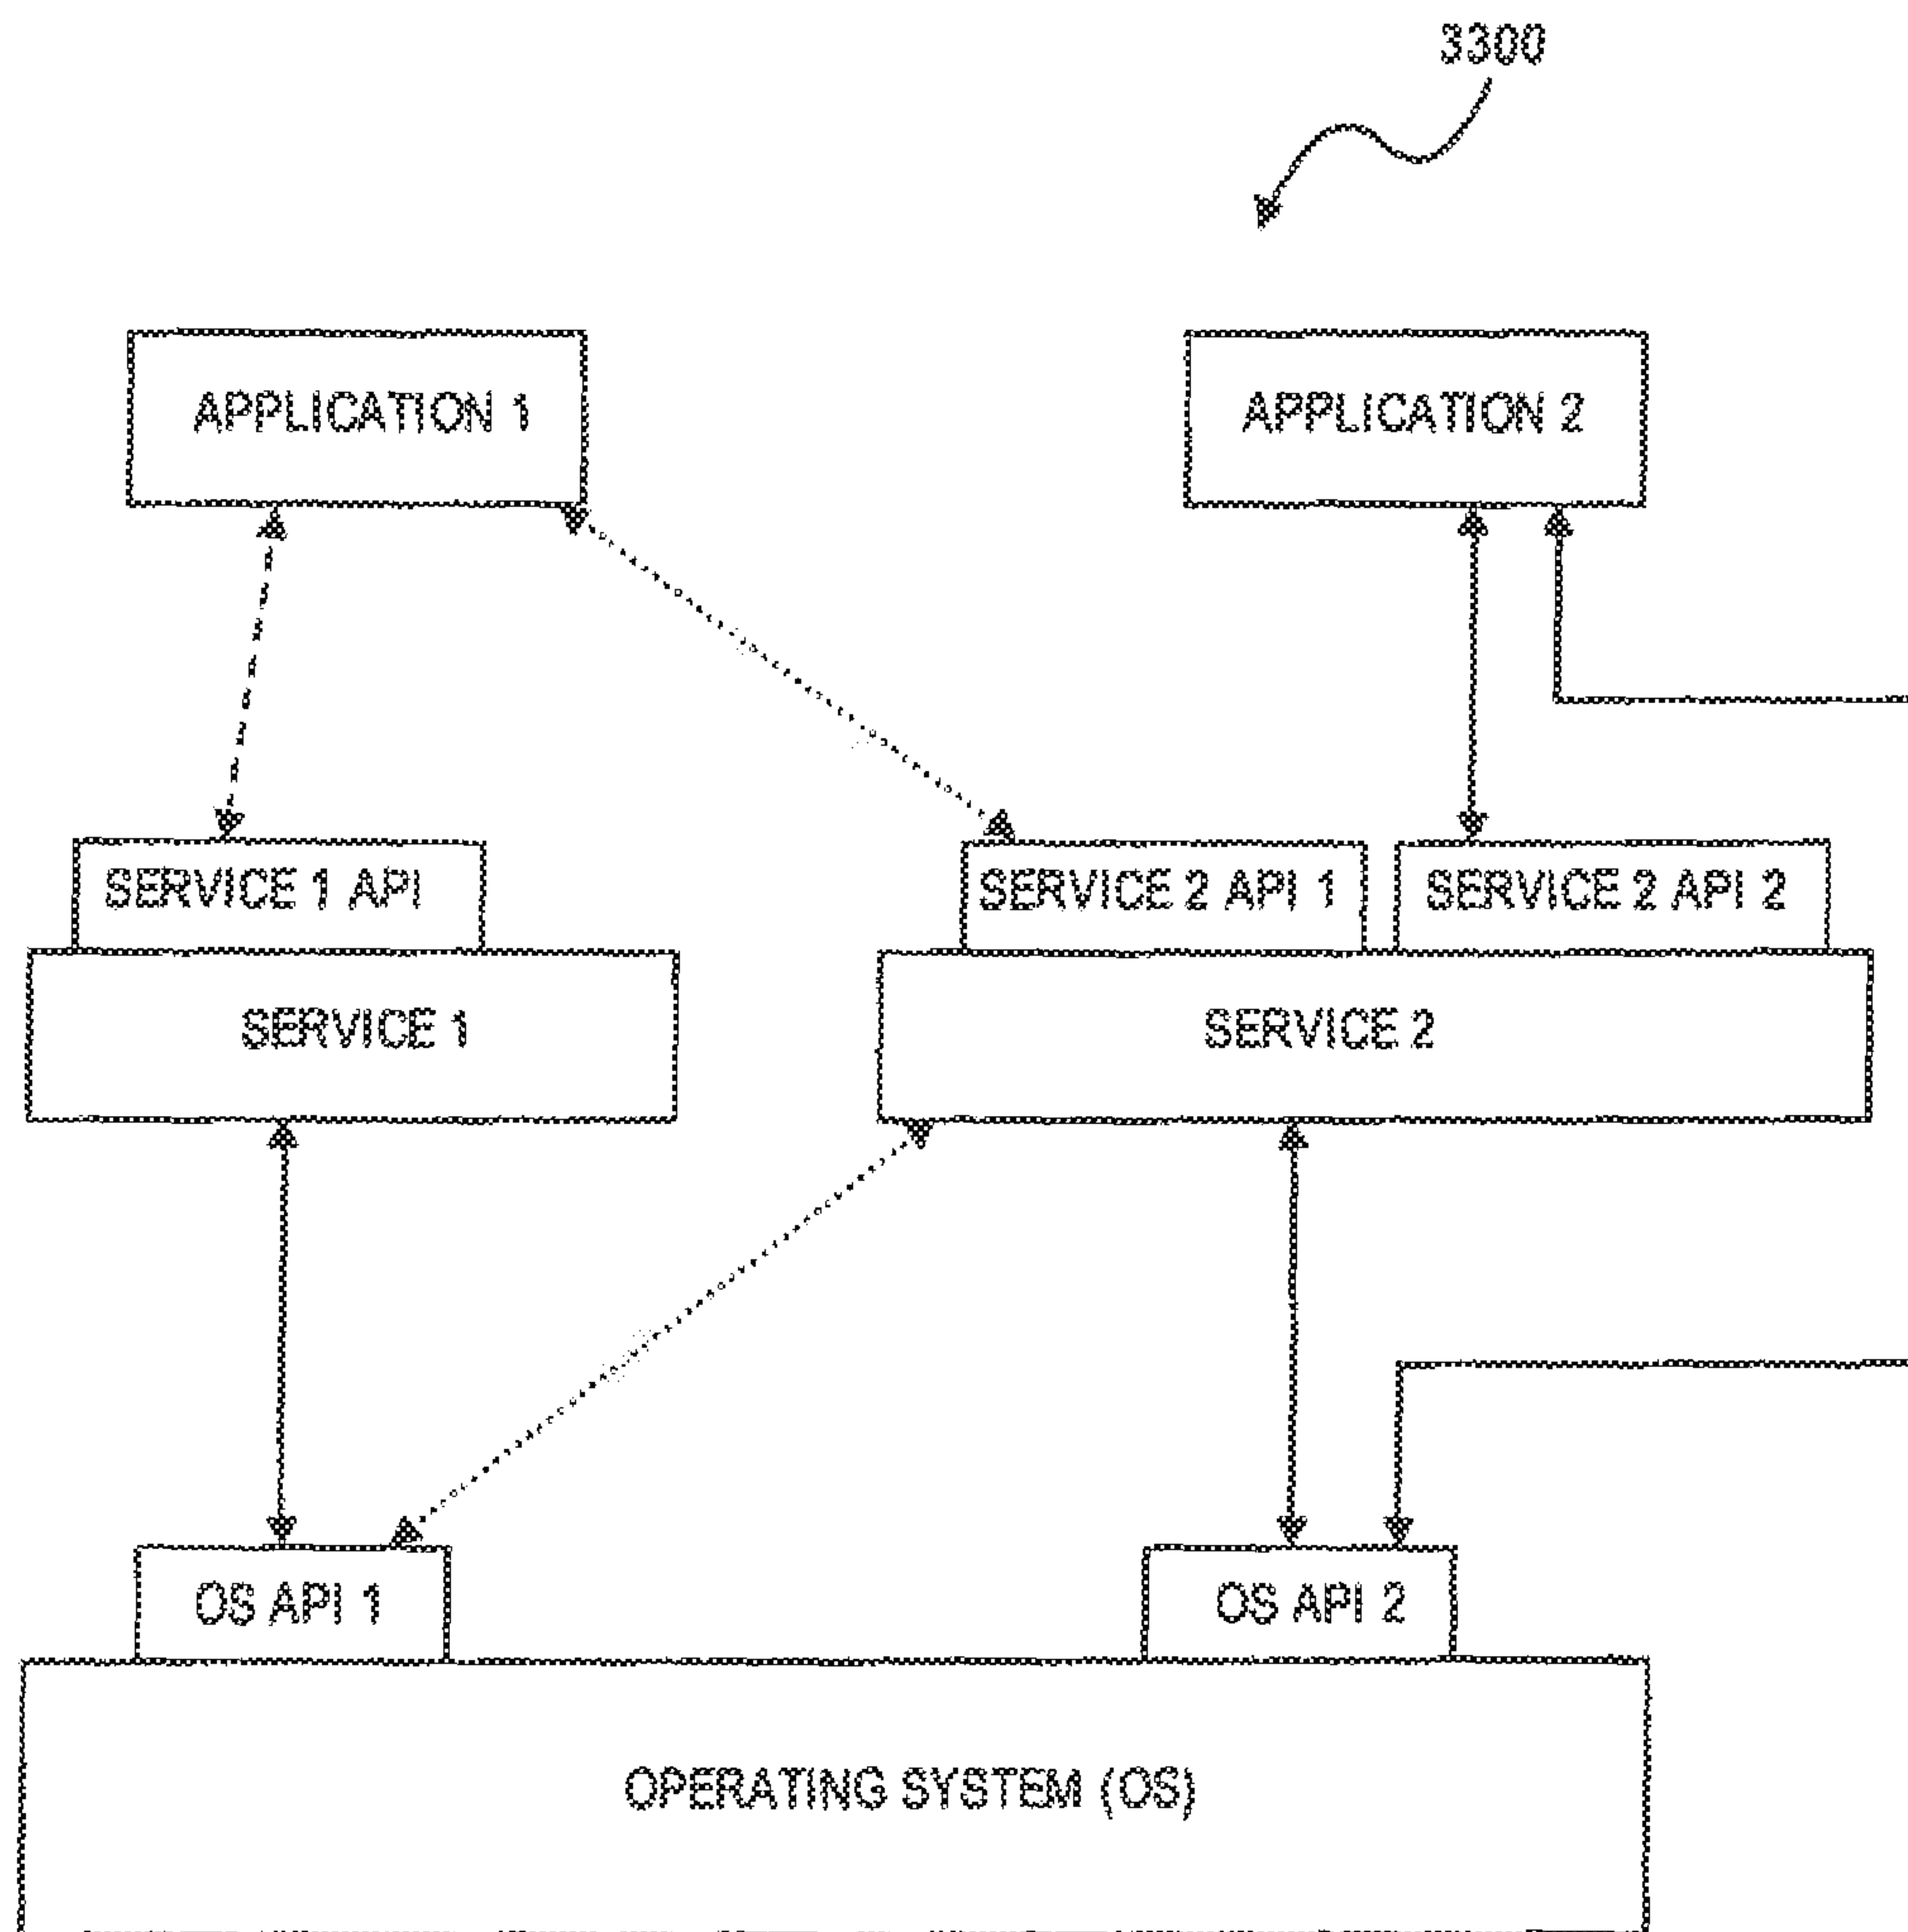 3300
APPLICATION 1
APPLICATION 2
SERVICE 1 API
SERVICE 2 API 1
SERVICE 2 API 2
SERVICE 1
SERVICE 2
OS API 1
OS API 2
OPERATING SYSTEM (OS)